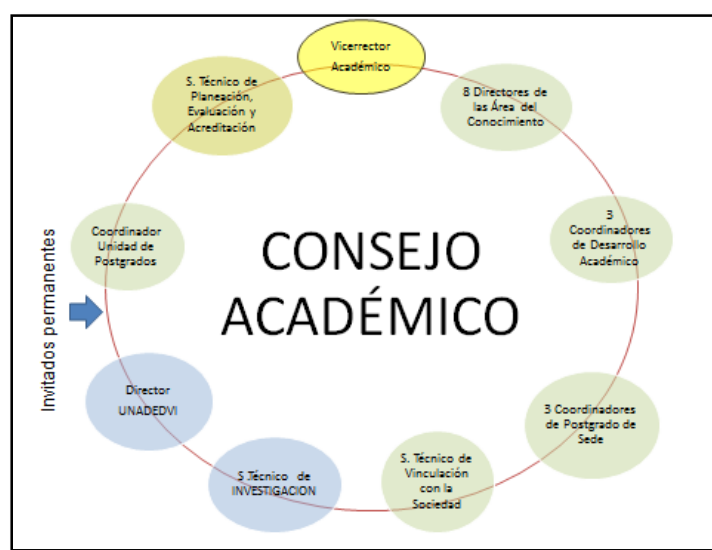 Vicerrector
Académico
S. Técnico de
Planeación,
Evaluación y
Acreditación
8 Directores de
las Área del
Conocimiento
Coordinador
Unidad de
Postgrados
3
Coordinadores
de Desarrollo
Académico
CONSEJO
ACADÉMICO
Invitados permanentes
Director
UNADEDVI
3 Coordinadores
de Postgrado de
Sede
S.Técnico de
INVESTIGACION
S. Técnico de
Vinculación
con la
Sociedad